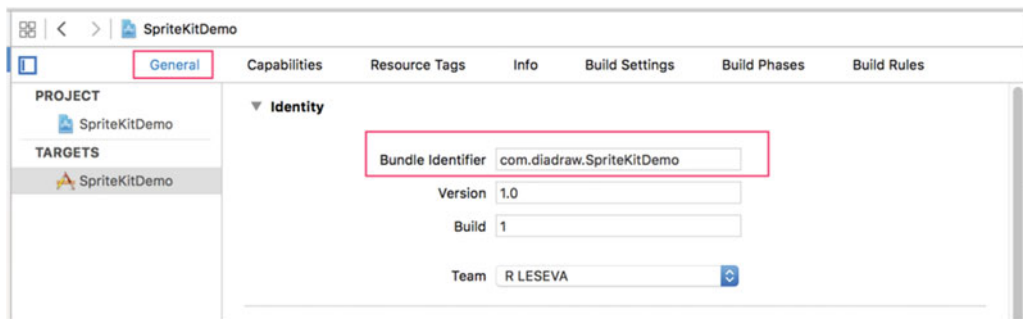 SpriteKitDemo
General Capabilities Resource Tags Info Build Settings Build Phases Build Rules
PROJECT
SpriteKitDemo
TARGETS
SpriteKitDemo
Identity
Bundle Identifier com.diadraw.SpriteKitDemo
Version 1.0
Build 1
Team R LESEVA